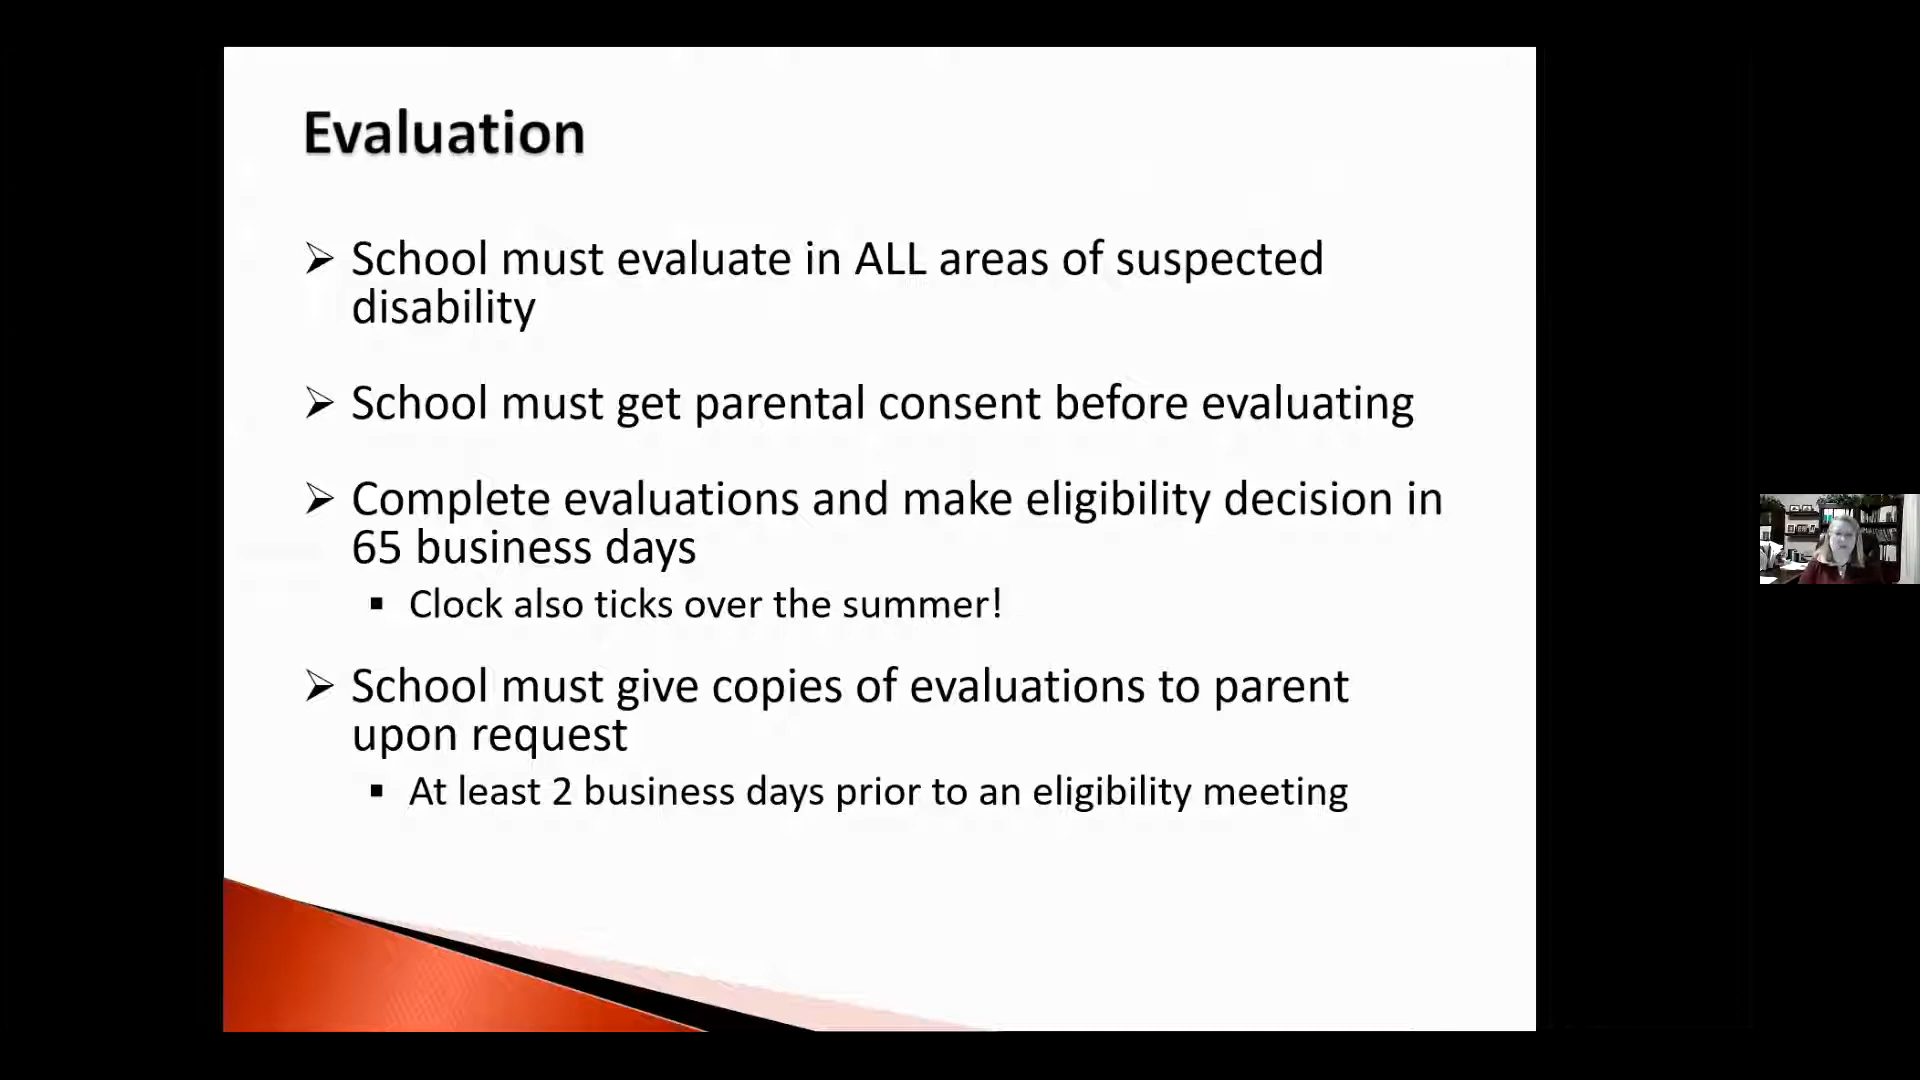 Evaluation
School must evaluate in ALL areas of suspected
disability
School must get parental consent before evaluating
Complete evaluations and make eligibility decision in
65 business days
Clock also ticks over the summer!
School must give copies of evaluations to parent
upon request
At least 2 business days prior to an eligibility meeting